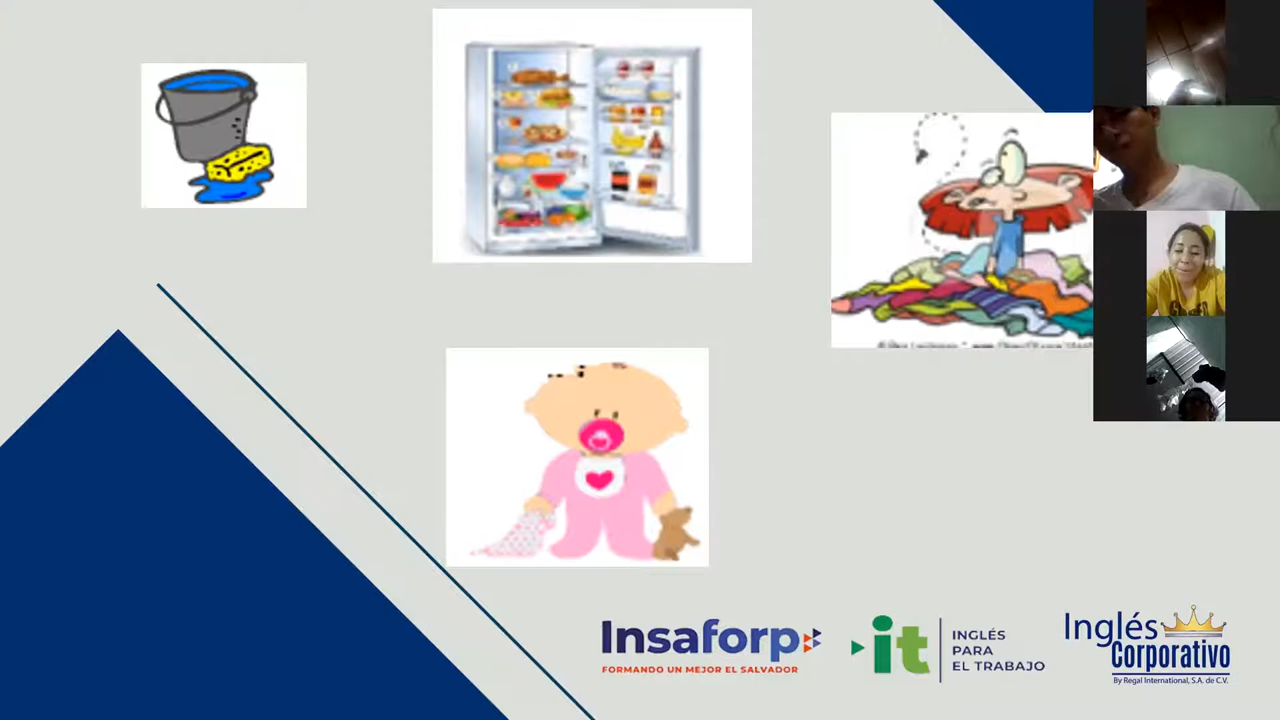 Insaforp
FORMANDO UN MEJOR EL SALVADOR
it
INGLÉS
PARA
EL TRABAJO
Inglés
Corporativo
By Regal International, S.A. de C.V.